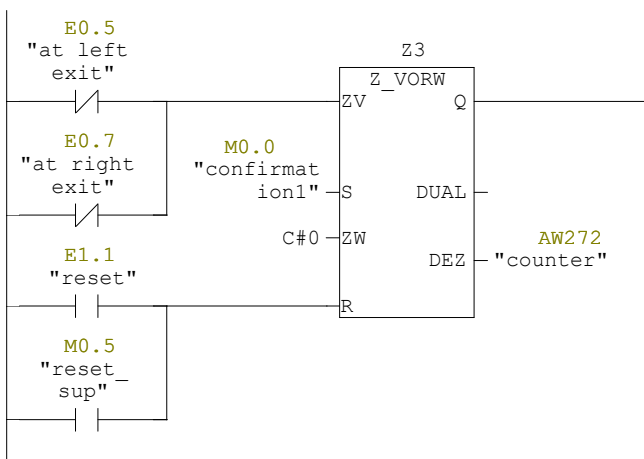 E0.5
"at left
exit"
Z3
Z_VORW
ZV
Q
E0.7
"at right
exit"
M0.0
"confirmat
ion1"
S
DUAL
C#0
ZW
AW272
DEZ
"counter"
E1.1
"reset"
R
M0.5
"reset_
sup"